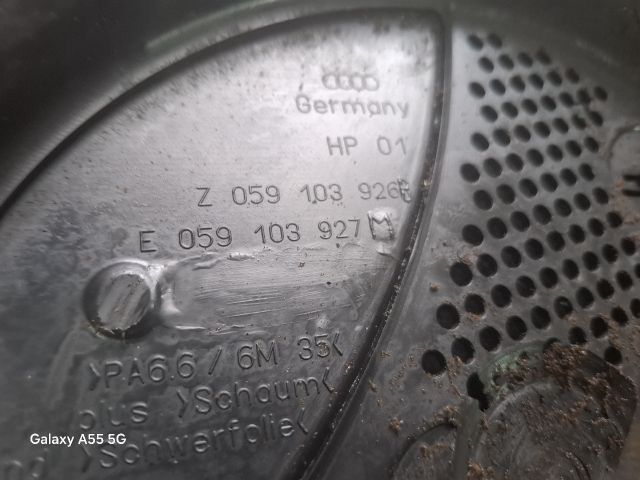 Germany
HP 01
Z 059 103 926
E 059 103 927 M
>PA6.6 / 6M 35<
plus >Schaum<
und >Schwerfolie<
Galaxy A55 5G